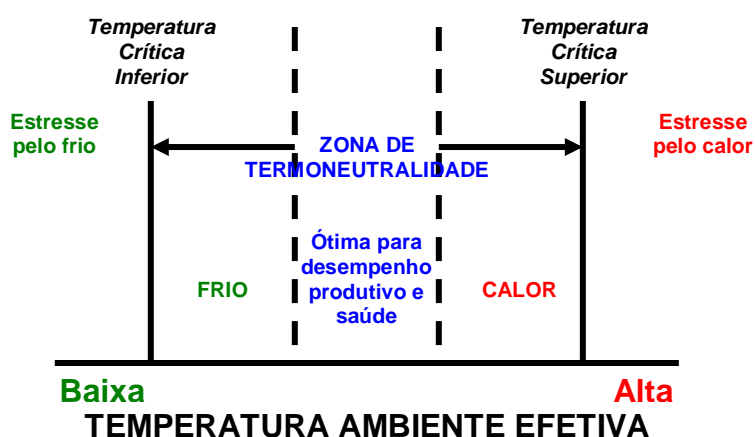 Temperatura
Crítica
Inferior
Temperatura
Crítica
Superior
Estresse
pelo frio
ZONA DE
TERMONEUTRALIDADE
Estresse
pelo calor
FRIO
Ótima para
desempenho
produtivo e
saúde
CALOR
Baixa
Alta
TEMPERATURA AMBIENTE EFETIVA